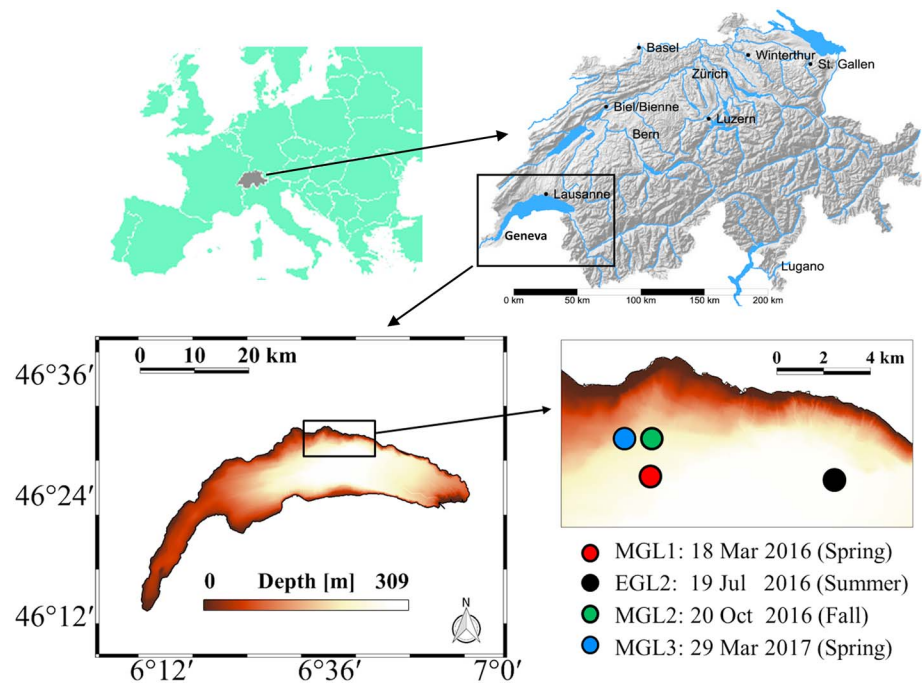 Basel
Winterthur
St. Gallen
Zürich
Biel/Bienne
Luzern
Bern
Lausanne
Geneva
Lugano
0 km 50 km 100 km 150 km 200 km
0 10 20 km
46°36′
46°24′
46°12′
0 Depth [m] 309
N
6°12′ 6°36′ 7°0′
0 2 4 km
MGL1: 18 Mar 2016 (Spring)
EGL2: 19 Jul 2016 (Summer)
MGL2: 20 Oct 2016 (Fall)
MGL3: 29 Mar 2017 (Spring)